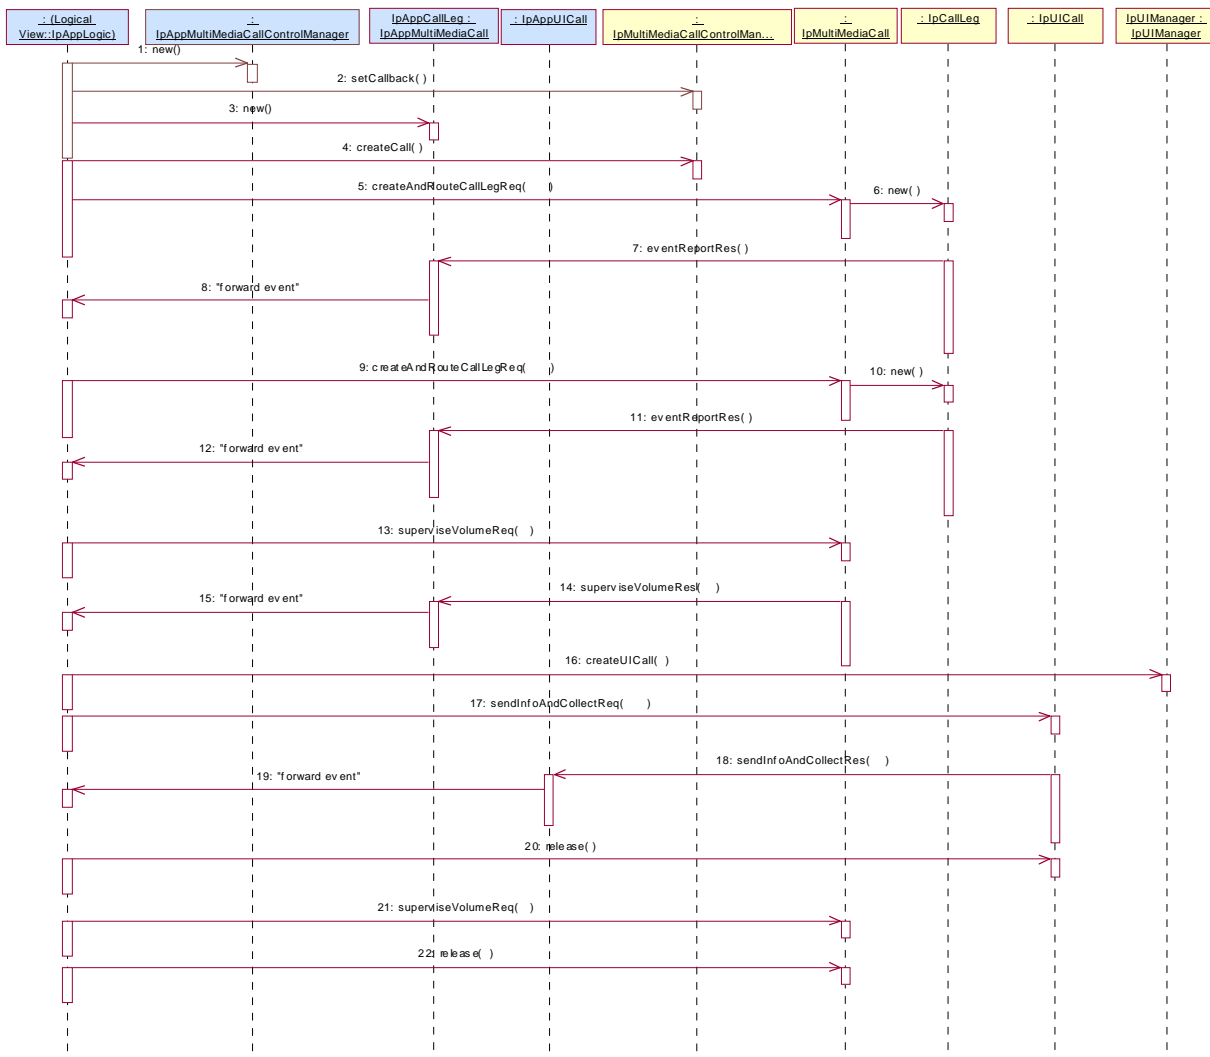 : (Logical
View::IpAppLogic)
:
IpAppMultiMediaCallControlManager
IpAppCallLeg :
IpAppMultiMediaCall
: IpAppUICall
:
IpMultiMediaCallControlMan...
:
IpMultiMediaCall
: IpCallLeg
: IpUICall
IpUIManager :
IpUIManager
1: new()
2: setCallback( )
3: new()
4: createCall( )
5: createAndRouteCallLegReq( )
6: new( )
7: eventReportRes( )
8: "forward event"
9: createAndRouteCallLegReq( )
10: new( )
11: eventReportRes( )
12: "forward event"
13: superviseVolumeReq( )
14: superviseVolumeRes( )
15: "forward event"
16: createUICall( )
17: sendInfoAndCollectReq( )
18: sendInfoAndCollectRes( )
19: "forward event"
20: release( )
21: superviseVolumeReq( )
22: release( )